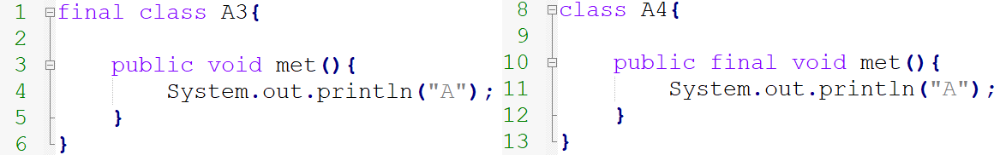 1 final class A3{
2
3 public void met(){
4 System.out.println("A");
5 }
6 }
8 class A4{
9
10 public final void met(){
11 System.out.println("A");
12 }
13 }